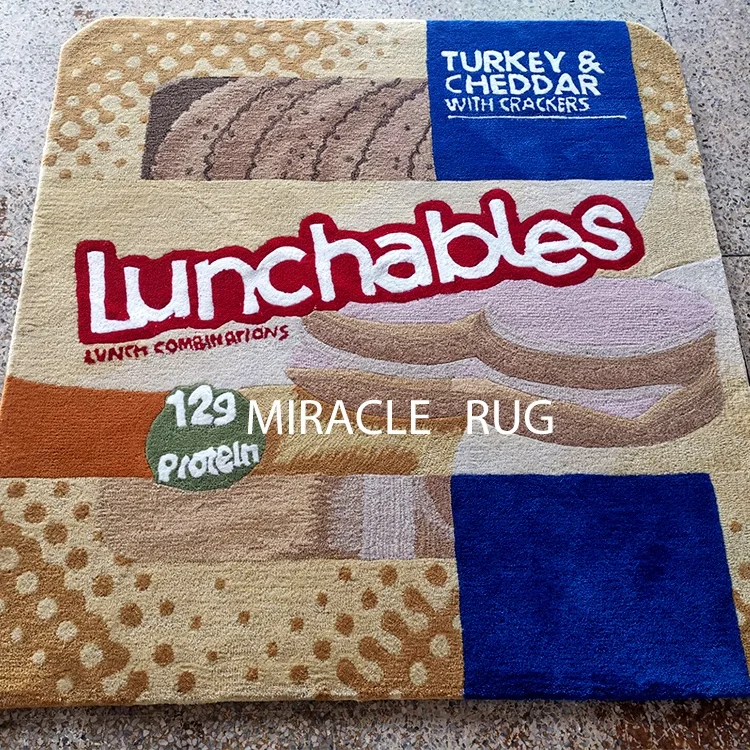 TURKEY &
CHEDDAR
WITH CRACKERS
Lunchables
LUNCH COMBINATIONS
12g
Protein
MIRACLE RUG